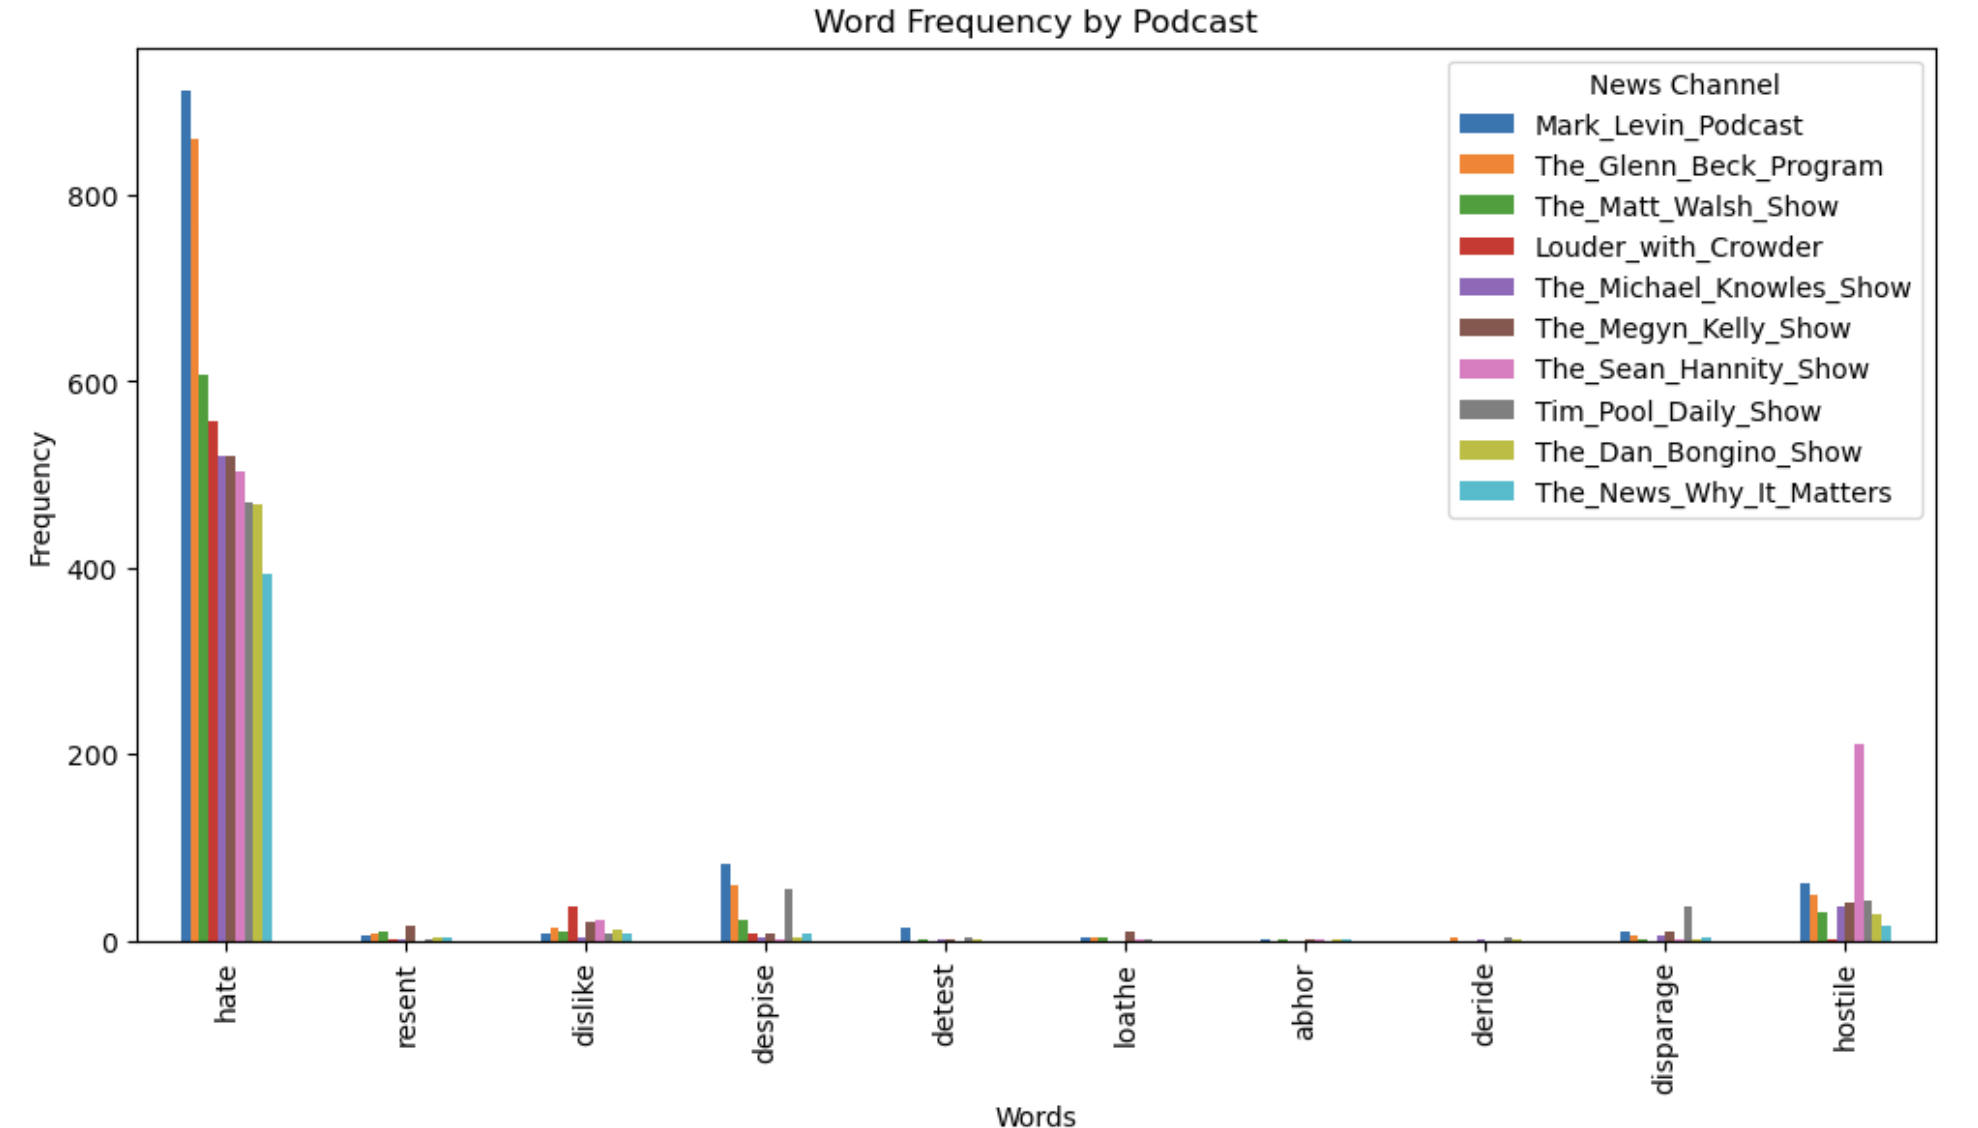 Word Frequency by Podcast
News Channel
Mark_Levin_Podcast
The_Glenn_Beck_Program
The_Matt_Walsh_Show
Louder_with_Crowder
The_Michael_Knowles_Show
The_Megyn_Kelly_Show
The_Sean_Hannity_Show
Tim_Pool_Daily_Show
The_Dan_Bongino_Show
The_News_Why_It_Matters
Frequency
800
600
400
200
0
hate
resent
dislike
despise
detest
loathe
abhor
deride
disparage
hostile
Words